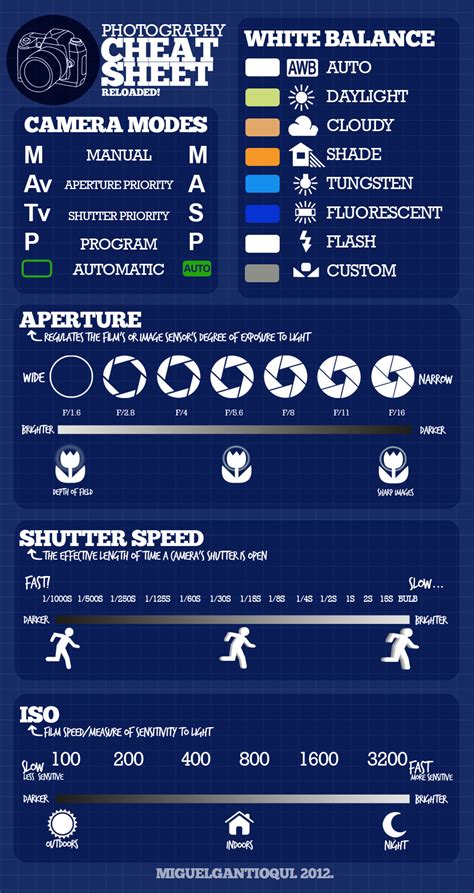 PHOTOGRAPHY
CHEAT
SHEET
RELOADED!
CAMERA MODES
M MANUAL M
Av APERTURE PRIORITY A
Tv SHUTTER PRIORITY S
P PROGRAM P
AUTOMATIC AUTO
WHITE BALANCE
AWB AUTO
DAYLIGHT
CLOUDY
SHADE
TUNGSTEN
FLUORESCENT
FLASH
CUSTOM
APERTURE
REGULATES THE FILM'S OR IMAGE SENSOR'S DEGREE OF EXPOSURE TO LIGHT
WIDE NARROW
F/1.6 F/2.8 F/4 F/5.6 F/8 F/11 F/16
BRIGHTER DARKER
DEPTH OF FIELD SHARP IMAGES
SHUTTER SPEED
THE EFFECTIVE LENGTH OF TIME A CAMERA'S SHUTTER IS OPEN
FAST! SLOW...
1/1000S 1/500S 1/250S 1/125S 1/60S 1/30S 1/15S 1/8S 1/4S 1/2S 1S 2S 15S BULB
DARKER BRIGHTER
ISO
FILM SPEED/MEASURE OF SENSITIVITY TO LIGHT
SLOW 100 200 400 800 1600 3200 FAST
LESS SENSITIVE MORE SENSITIVE
DARKER BRIGHTER
OUTDOORS INDOORS NIGHT
MIGUELGANTIOQUI 2012.